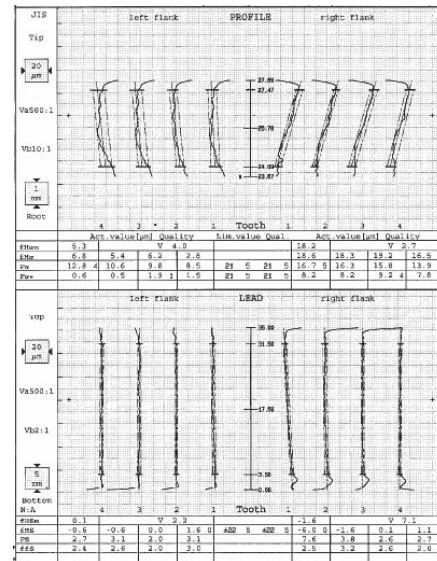 JIS left flank PROFILE right flank
Tip
20
µm
27.89
27.47
Va500:1
25.78
Vb10:1
24.09
23.67
1
mm
Root
4 3 2 1 Tooth 1 2 3 4
Act.value[µm] Quality Lim.value Qual. Act.value[µm] Quality
fHαm 5.3 V 4.0 18.2 V 2.7
fHα 6.8 5.4 6.2 2.8 18.6 18.3 19.2 16.5
Fα 12.8 4 10.6 9.8 8.5 21 5 21 5 16.7 5 16.3 15.8 13.9
0.6 0.5 1.9 1 1.5 21 5 21 5 8.2 8.2 9.2 4 7.8
left flank LEAD right flank
Top
35.00
20
µm
31.50
Va500:1
17.50
Vb2:1
5
mm
3.50
0.00
Bottom
N:A 4 3 2 1 Tooth 1 2 3 4
0.1 V 2.2 -1.6 V 7.1
-0.6 -0.6 0.0 1.6 0 ±22 5 ±22 5 -6.0 0 -1.6 0.1 1.1
2.7 3.1 2.0 3.1 7.6 3.8 2.6 2.7
2.4 2.6 2.0 3.0 2.5 3.2 2.6 2.0